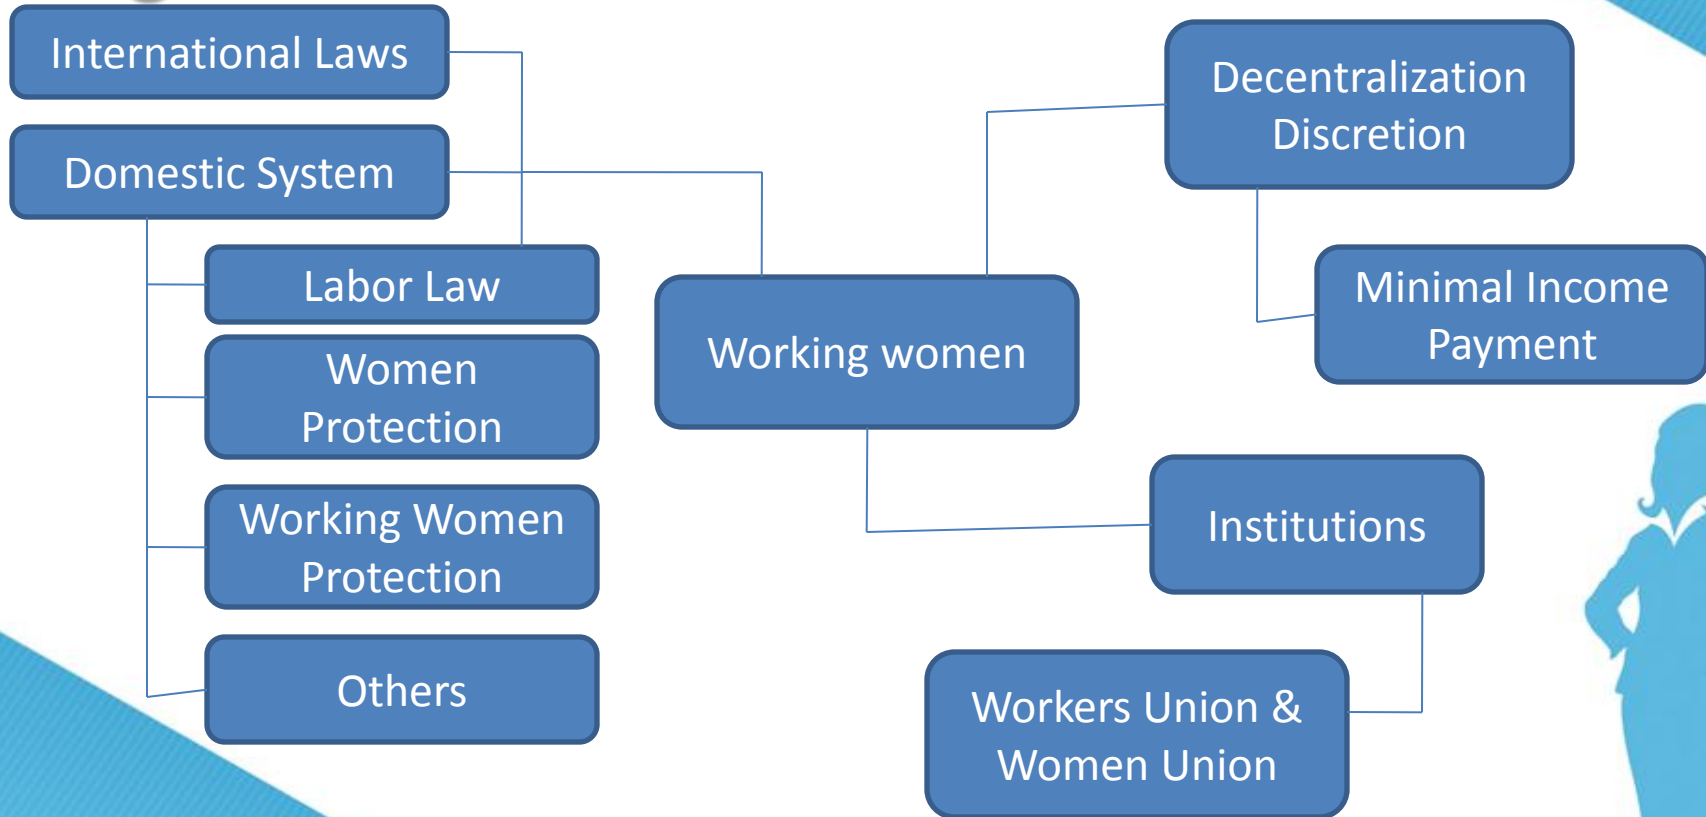 International Laws
Domestic System
Labor Law
Women
Protection
Working Women
Protection
Others
Working women
Decentralization
Discretion
Minimal Income
Payment
Institutions
Workers Union &
Women Union